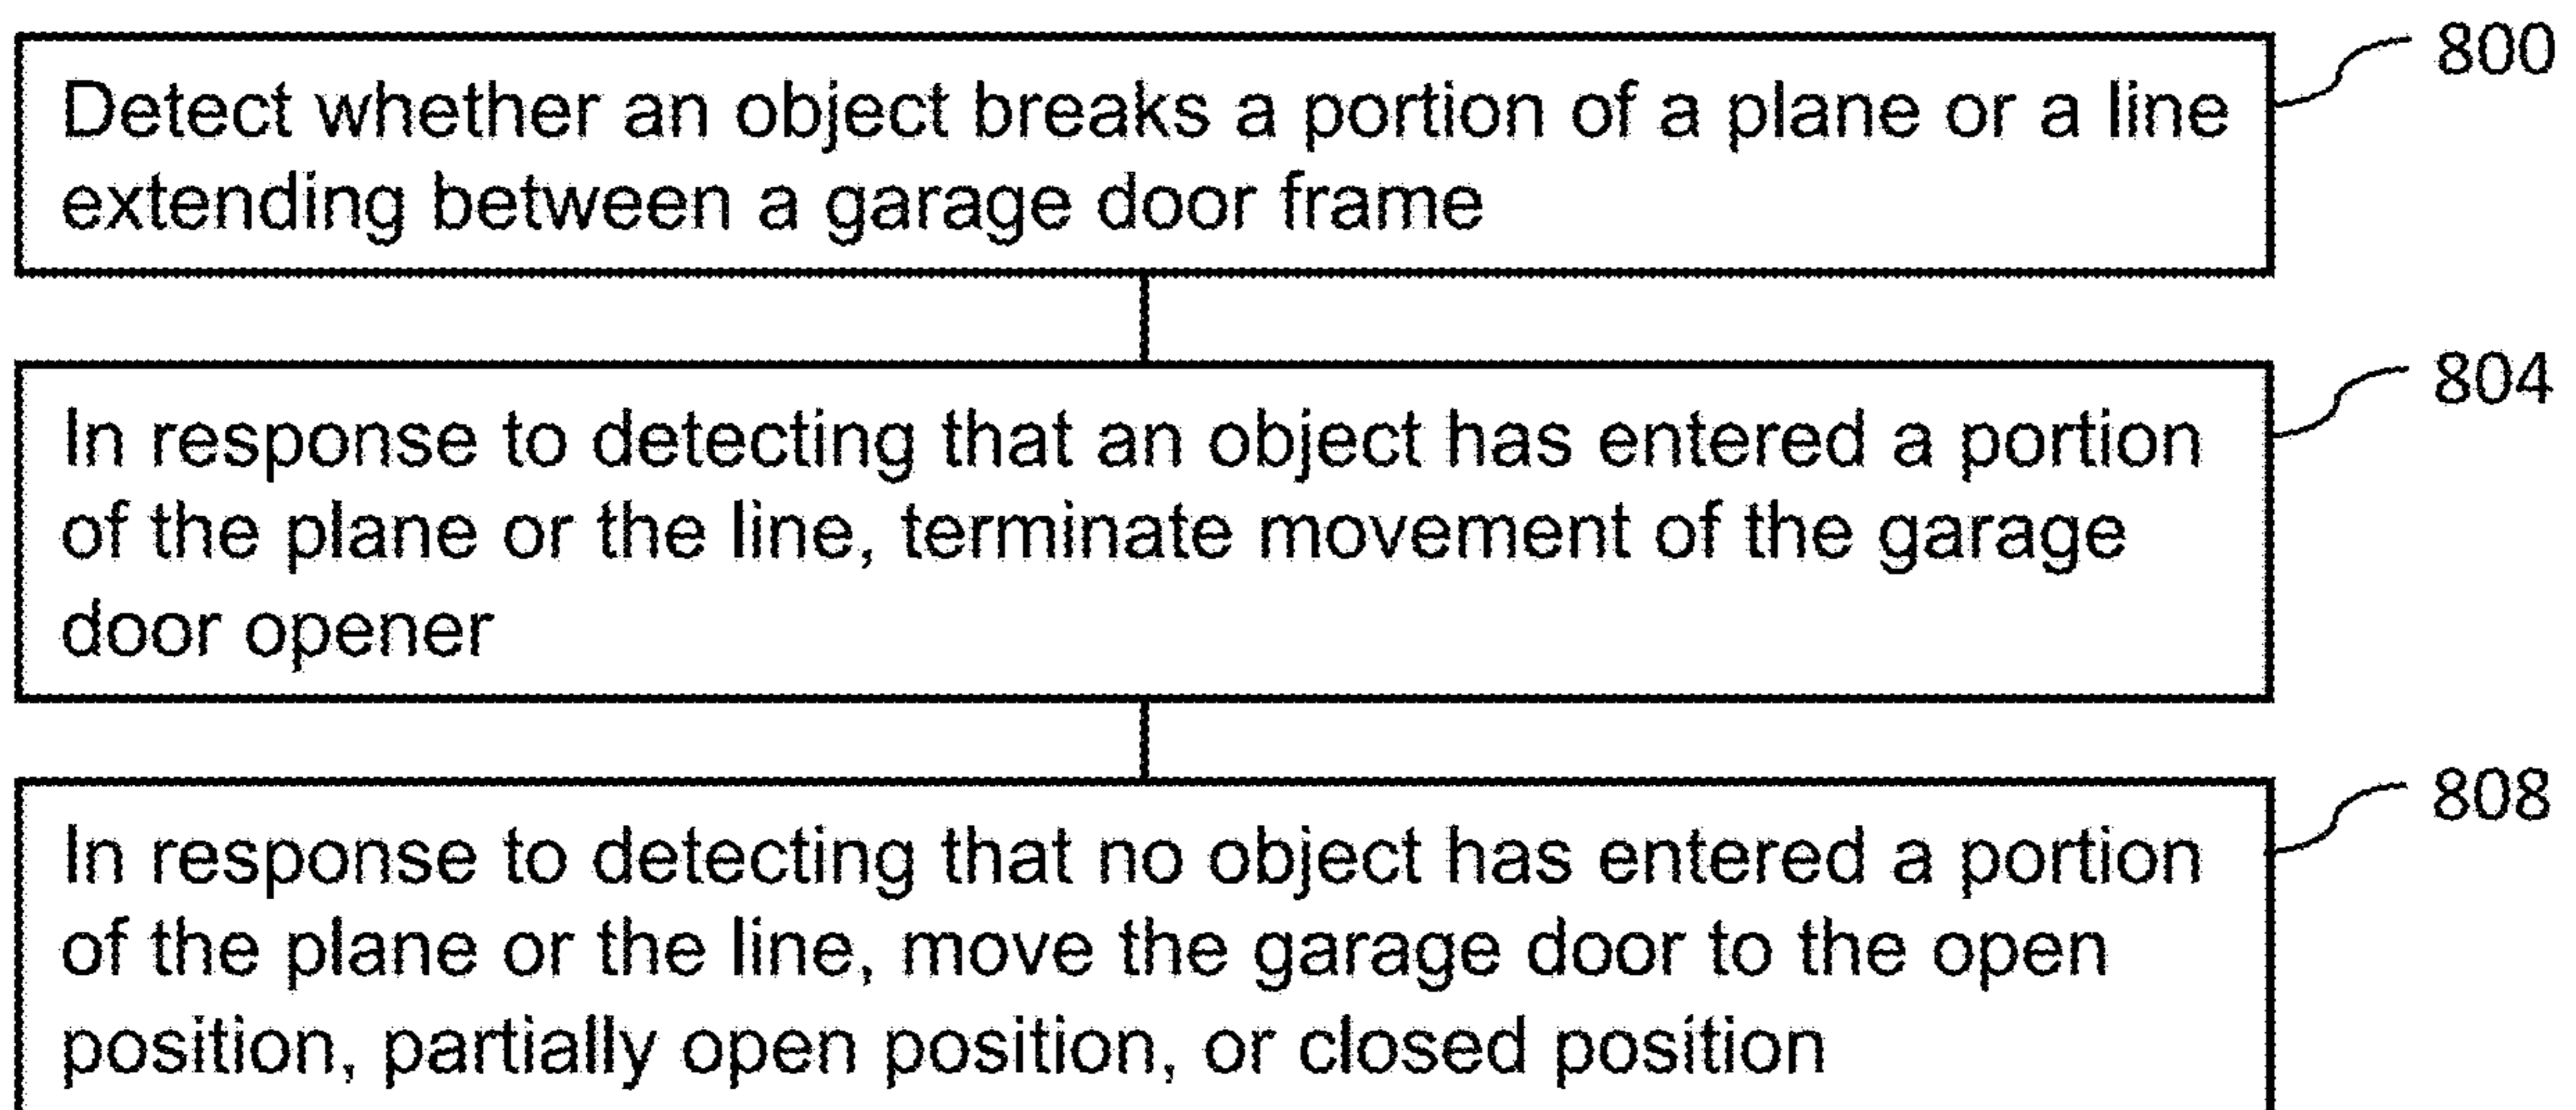 Detect whether an object breaks a portion of a plane or a line
extending between a garage door frame
800
In response to detecting that an object has entered a portion
of the plane or the line, terminate movement of the garage
door opener
804
In response to detecting that no object has entered a portion
of the plane or the line, move the garage door to the open
position, partially open position, or closed position
808